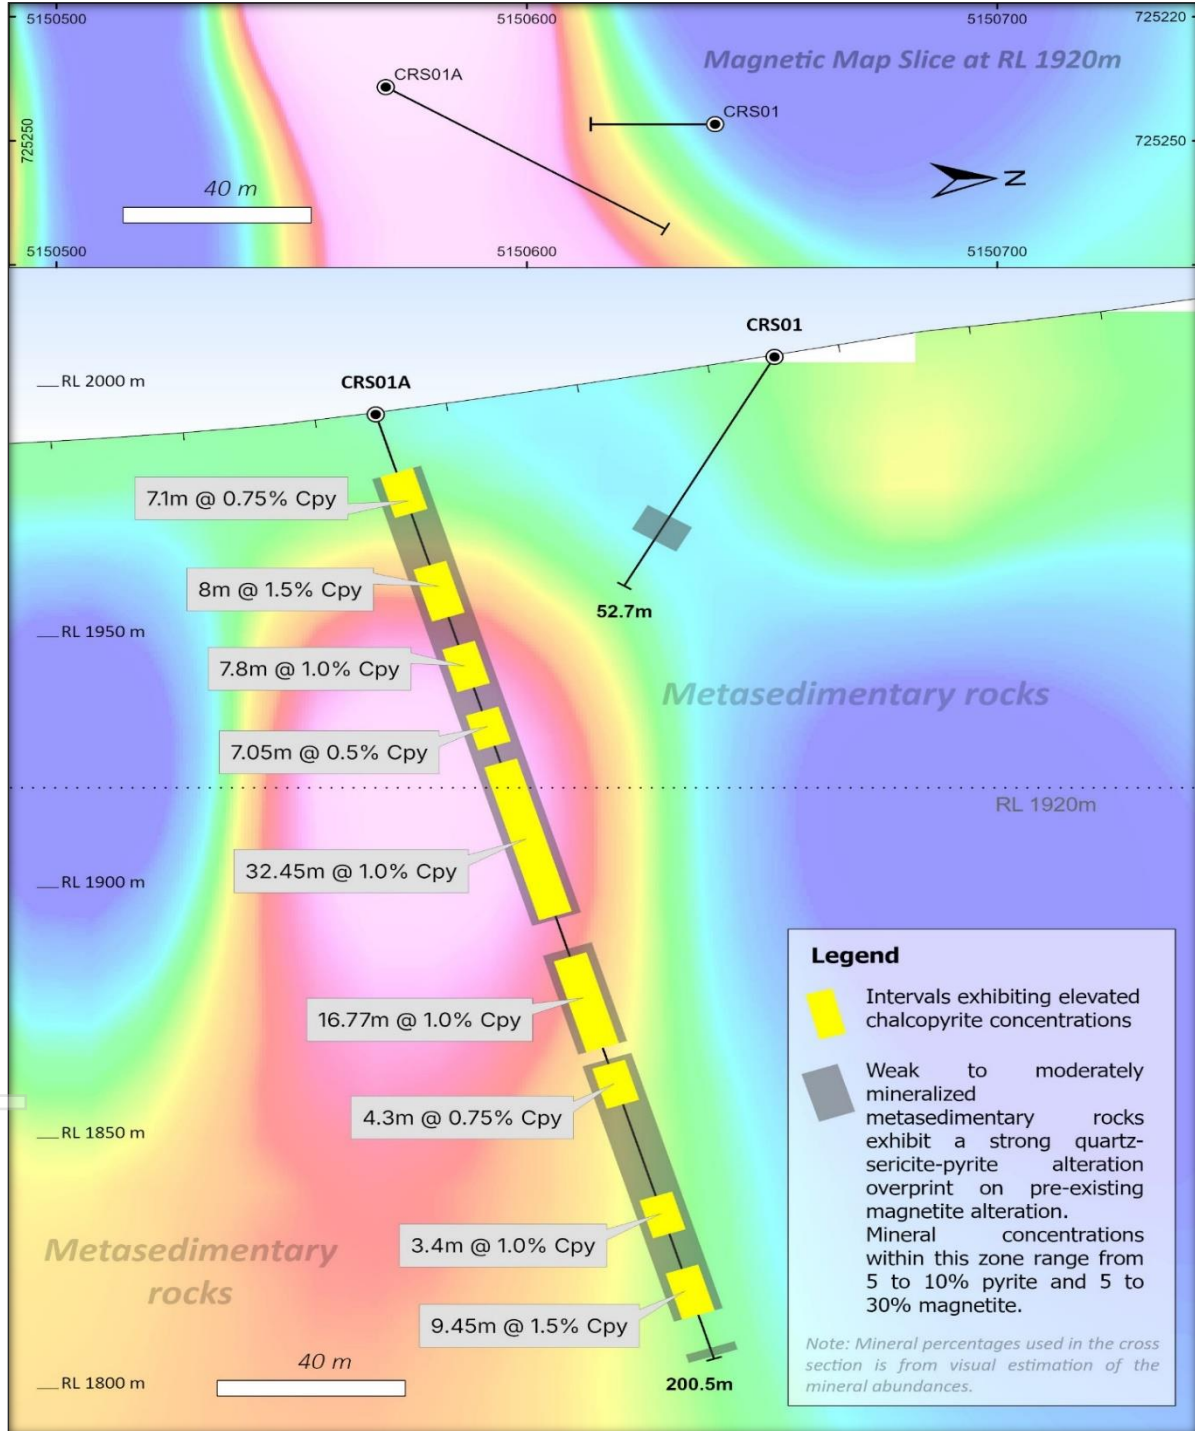 5150500 5150600 5150700 725220
Magnetic Map Slice at RL 1920m
CRS01A
CRS01
725250
725250
40 m
N
5150500 5150600 5150700
CRS01
RL 2000 m
CRS01A
7.1m @ 0.75% Cpy
8m @ 1.5% Cpy
52.7m
RL 1950 m
7.8m @ 1.0% Cpy
Metasedimentary rocks
7.05m @ 0.5% Cpy
RL 1920m
32.45m @ 1.0% Cpy
RL 1900 m
16.77m @ 1.0% Cpy
4.3m @ 0.75% Cpy
RL 1850 m
3.4m @ 1.0% Cpy
Metasedimentary
rocks
9.45m @ 1.5% Cpy
40 m
RL 1800 m
200.5m
Legend
Intervals exhibiting elevated
chalcopyrite concentrations
Weak to moderately
mineralized
metasedimentary rocks
exhibit a strong quartz-
sericite-pyrite alteration
overprint on pre-existing
magnetite alteration.
Mineral concentrations
within this zone range from
5 to 10% pyrite and 5 to
30% magnetite.
Note: Mineral percentages used in the cross
section is from visual estimation of the
mineral abundances.